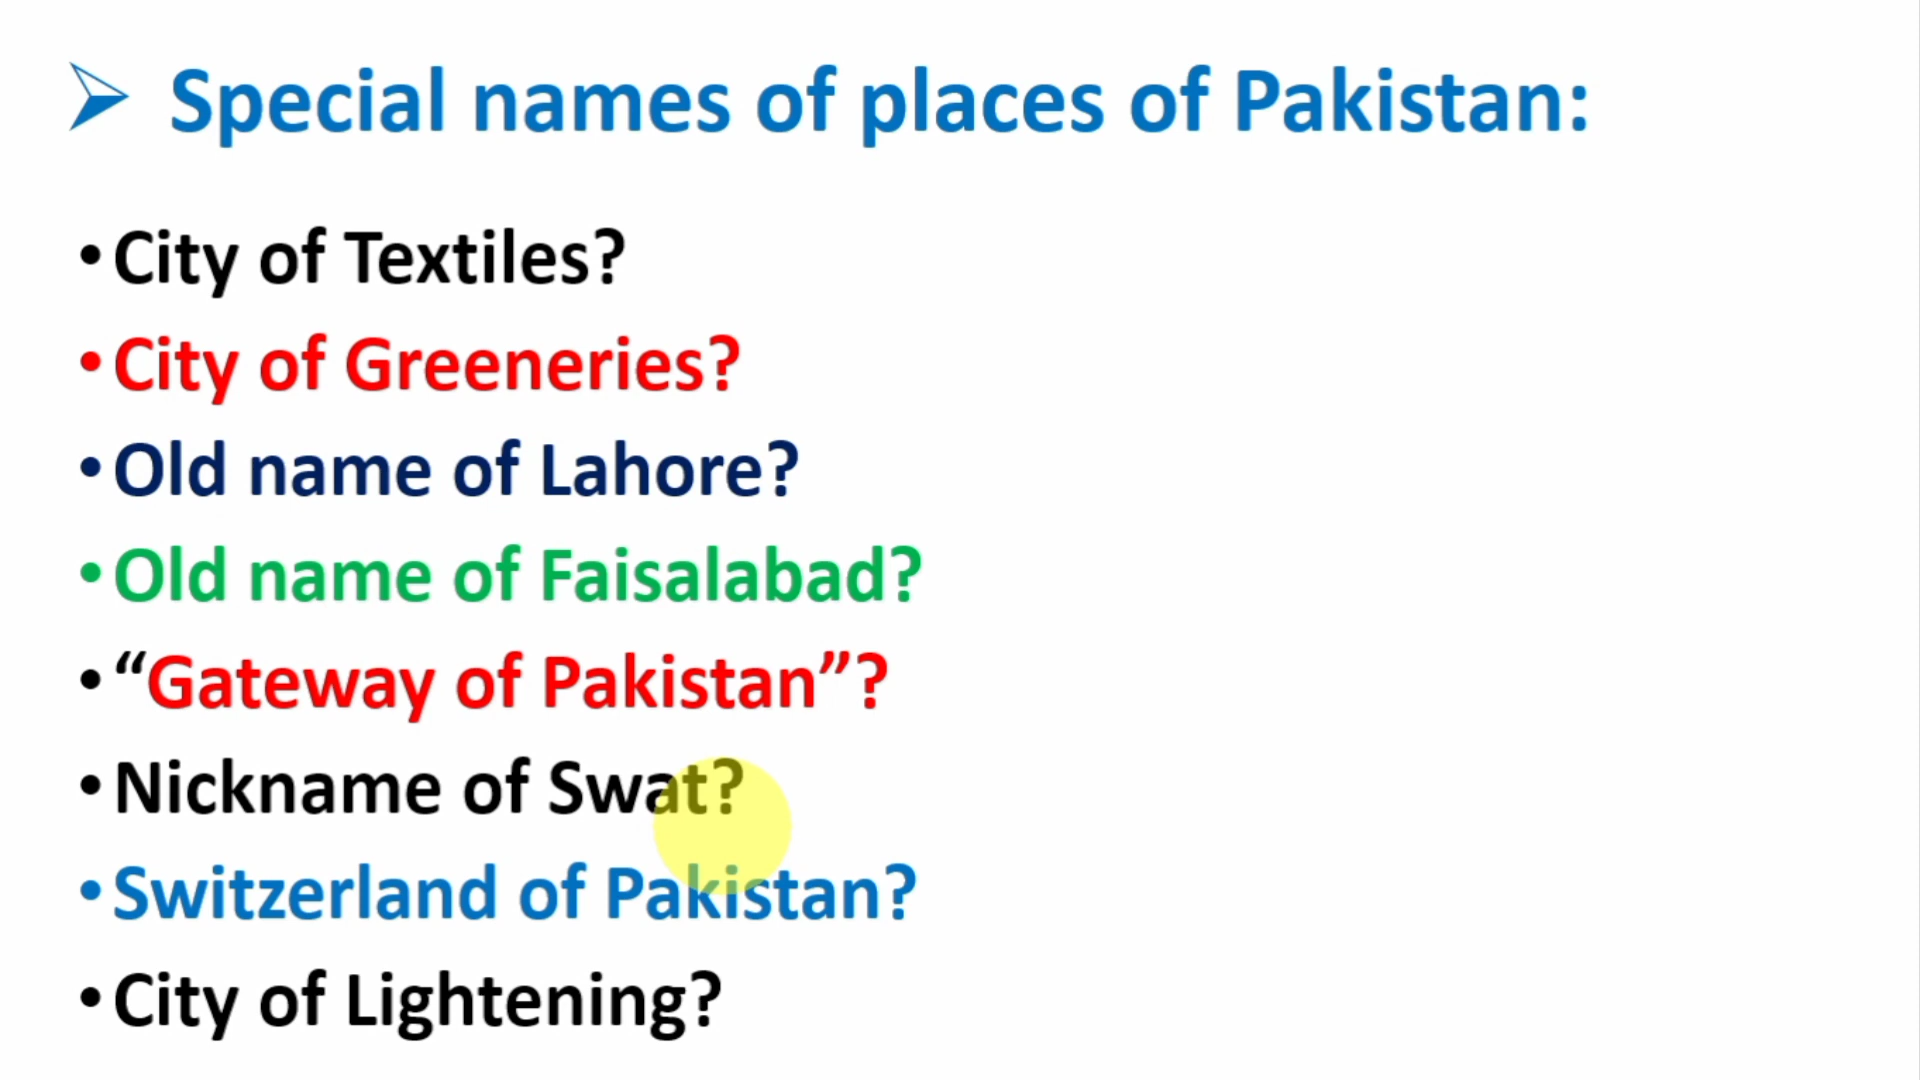 Special names of places of Pakistan:
•City of Textiles?
•City of Greeneries?
•Old name of Lahore?
•Old name of Faisalabad?
•“Gateway of Pakistan”?
•Nickname of Swat?
•Switzerland of Pakistan?
•City of Lightening?